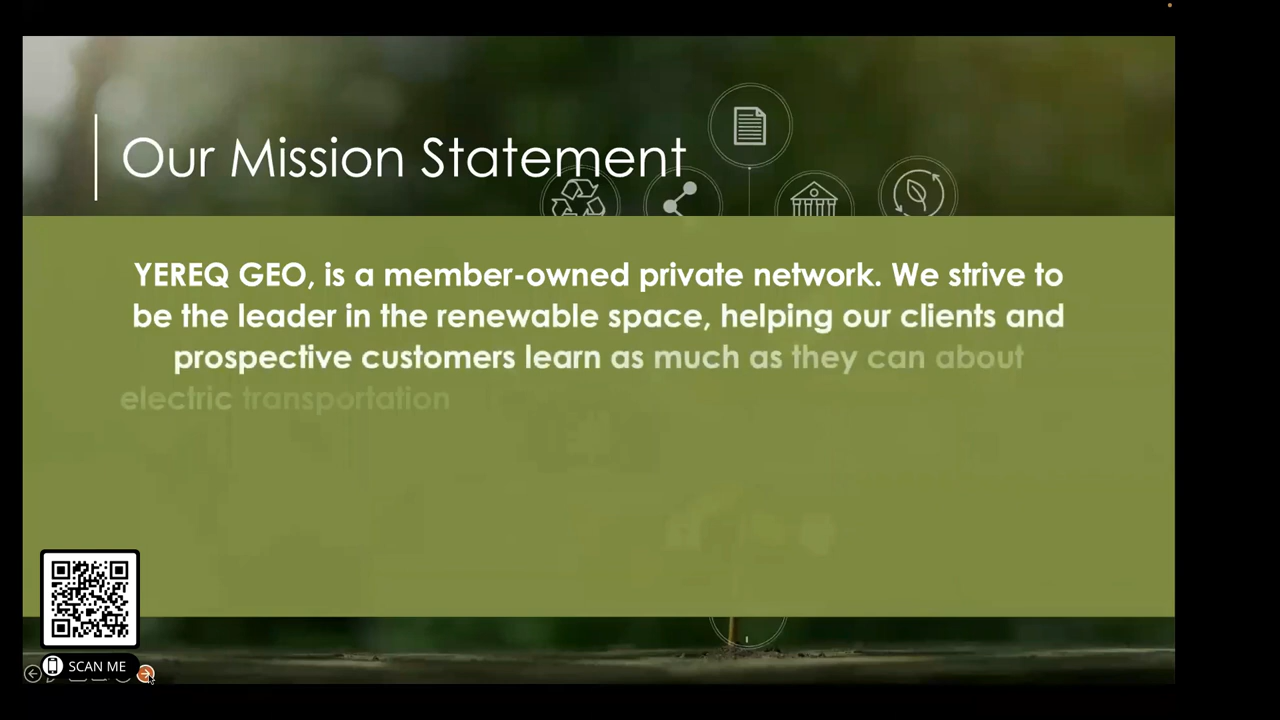 Our Mission Statement
YEREQ GEO, is a member-owned private network. We strive to
be the leader in the renewable space, helping our clients and
prospective customers learn as much as they can about
electric transportation
SCAN ME